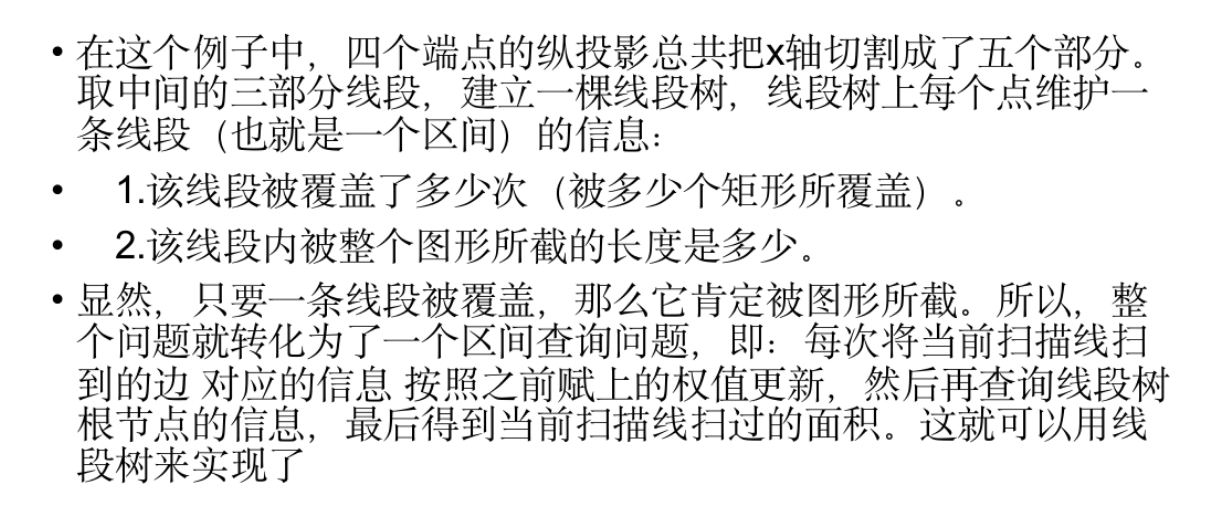 • 在这个例子中，四个端点的纵投影总共把x轴切割成了五个部分。
取中间的三部分线段，建立一棵线段树，线段树上每个点维护一
条线段（也就是一个区间）的信息：
• 1.该线段被覆盖了多少次（被多少个矩形所覆盖）。
• 2.该线段内被整个图形所截的长度是多少。
• 显然，只要一条线段被覆盖，那么它肯定被图形所截。所以，整
个问题就转化为了一个区间查询问题，即：每次将当前扫描线扫
到的边 对应的信息 按照之前赋上的权值更新，然后再查询线段树
根节点的信息，最后得到当前扫描线扫过的面积。这就可以用线
段树来实现了